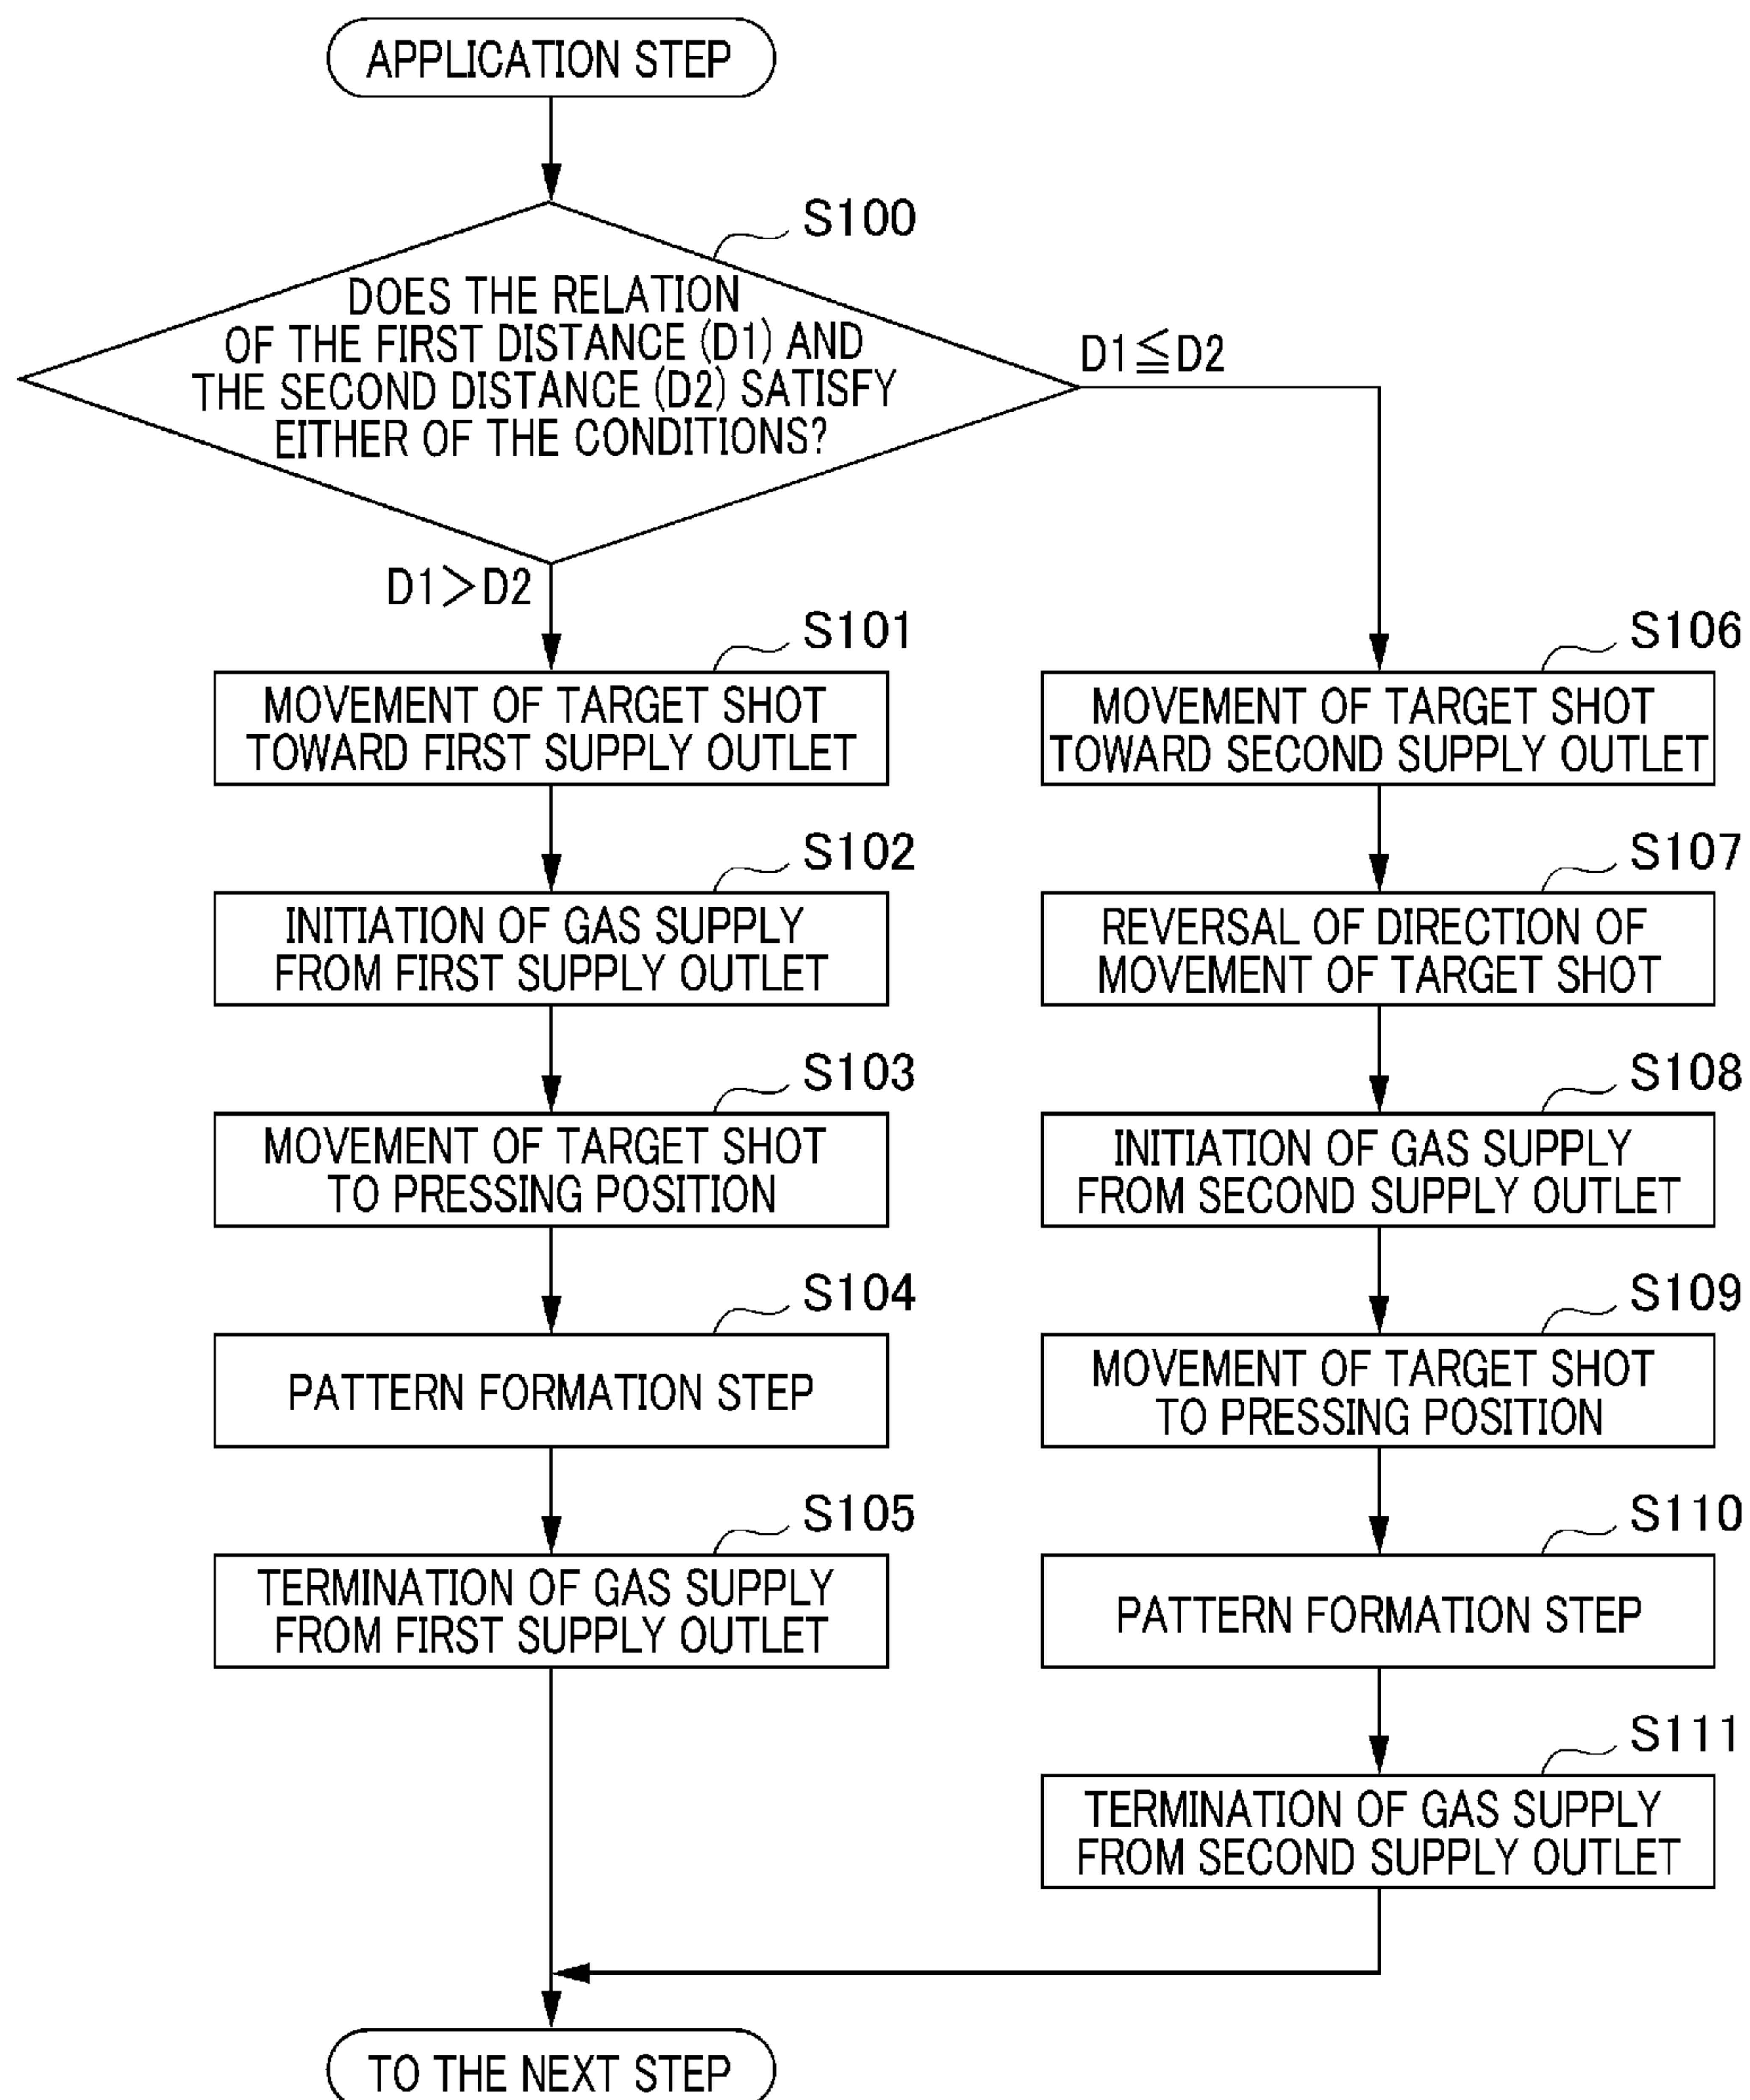 APPLICATION STEP
S100
DOES THE RELATION
OF THE FIRST DISTANCE (D1) AND
THE SECOND DISTANCE (D2) SATISFY
EITHER OF THE CONDITIONS?
D1≦D2
D1>D2
S101
MOVEMENT OF TARGET SHOT
TOWARD FIRST SUPPLY OUTLET
S102
INITIATION OF GAS SUPPLY
FROM FIRST SUPPLY OUTLET
S103
MOVEMENT OF TARGET SHOT
TO PRESSING POSITION
S104
PATTERN FORMATION STEP
S105
TERMINATION OF GAS SUPPLY
FROM FIRST SUPPLY OUTLET
S106
MOVEMENT OF TARGET SHOT
TOWARD SECOND SUPPLY OUTLET
S107
REVERSAL OF DIRECTION OF
MOVEMENT OF TARGET SHOT
S108
INITIATION OF GAS SUPPLY
FROM SECOND SUPPLY OUTLET
S109
MOVEMENT OF TARGET SHOT
TO PRESSING POSITION
S110
PATTERN FORMATION STEP
S111
TERMINATION OF GAS SUPPLY
FROM SECOND SUPPLY OUTLET
TO THE NEXT STEP